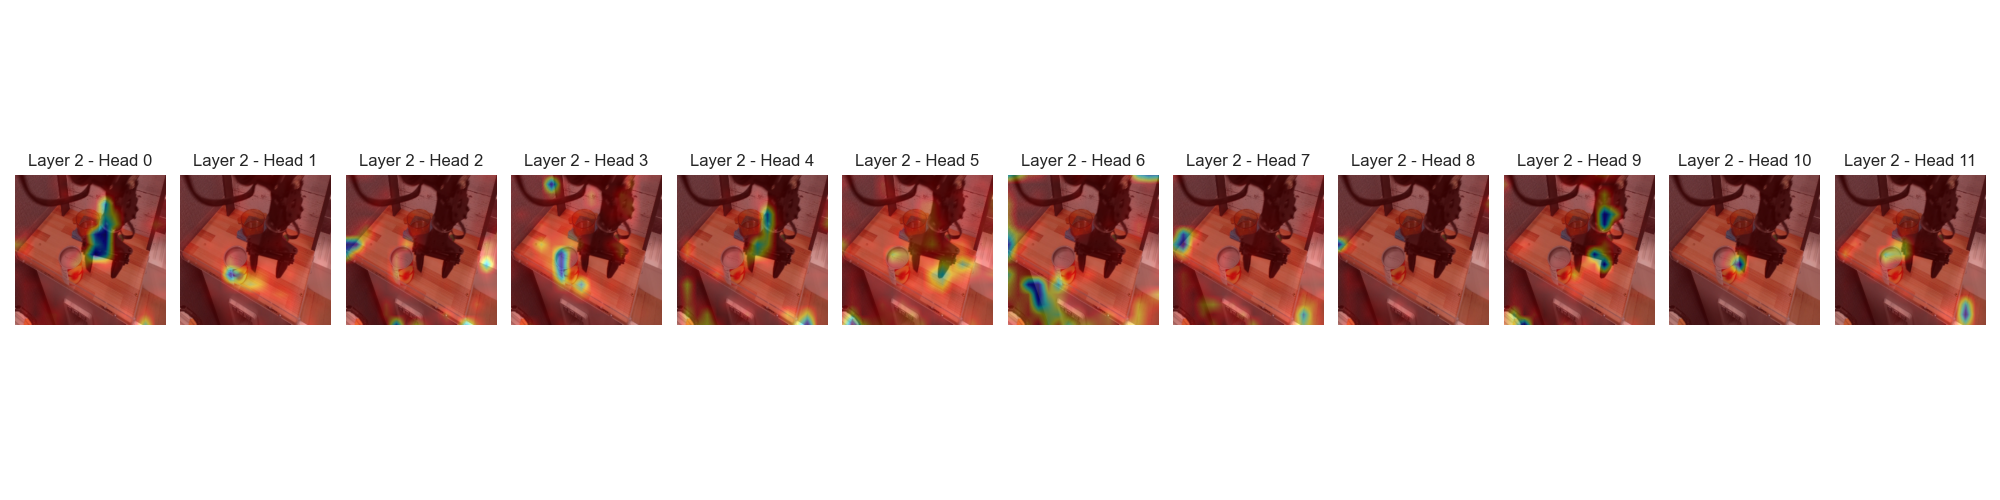 Layer 2 - Head 0
Layer 2 - Head 1
Layer 2 - Head 2
Layer 2 - Head 3
Layer 2 - Head 4
Layer 2 - Head 5
Layer 2 - Head 6
Layer 2 - Head 7
Layer 2 - Head 8
Layer 2 - Head 9
Layer 2 - Head 10
Layer 2 - Head 11